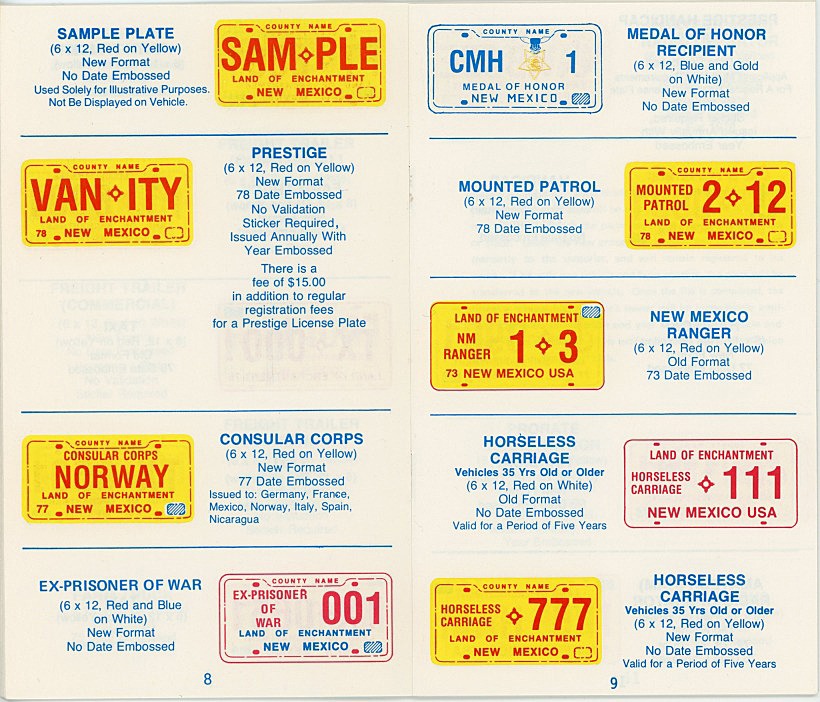 SAMPLE PLATE
(6 x 12, Red on Yellow)
New Format
No Date Embossed
Used Solely for Illustrative Purposes.
Not Be Displayed on Vehicle.
COUNTY NAME
SAM PLE
LAND OF ENCHANTMENT
NEW MEXICO
COUNTY NAME
VAN ITY
LAND OF ENCHANTMENT
78 NEW MEXICO
PRESTIGE
(6 x 12, Red on Yellow)
New Format
78 Date Embossed
No Validation
Sticker Required,
Issued Annually With
Year Embossed
There is a
fee of $15.00
in addition to regular
registration fees
for a Prestige License Plate
COUNTY NAME
CONSULAR CORPS
NORWAY
LAND OF ENCHANTMENT
77 NEW MEXICO
CONSULAR CORPS
(6 x 12, Red on Yellow)
New Format
77 Date Embossed
Issued to: Germany, France,
Mexico, Norway, Italy, Spain,
Nicaragua
EX-PRISONER OF WAR
(6 x 12, Red and Blue
on White)
New Format
No Date Embossed
COUNTY NAME
EX-PRISONER
OF
WAR
001
LAND OF ENCHANTMENT
NEW MEXICO
8
COUNTY NAME
CMH 1
MEDAL OF HONOR
NEW MEXICO
MEDAL OF HONOR
RECIPIENT
(6 x 12, Blue and Gold
on White)
New Format
No Date Embossed
MOUNTED PATROL
(6 x 12, Red on Yellow)
New Format
78 Date Embossed
COUNTY NAME
MOUNTED
PATROL
2 12
LAND OF ENCHANTMENT
78 NEW MEXICO
LAND OF ENCHANTMENT
NM
RANGER
1 3
73 NEW MEXICO USA
NEW MEXICO
RANGER
(6 x 12, Red on Yellow)
Old Format
73 Date Embossed
HORSELESS
CARRIAGE
Vehicles 35 Yrs Old or Older
(6 x 12, Red on White)
Old Format
No Date Embossed
Valid for a Period of Five Years
LAND OF ENCHANTMENT
HORSELESS
CARRIAGE
111
NEW MEXICO USA
COUNTY NAME
HORSELESS
CARRIAGE
777
LAND OF ENCHANTMENT
NEW MEXICO
HORSELESS
CARRIAGE
Vehicles 35 Yrs Old or Older
(6 x 12, Red on Yellow)
New Format
No Date Embossed
Valid for a Period of Five Years
9